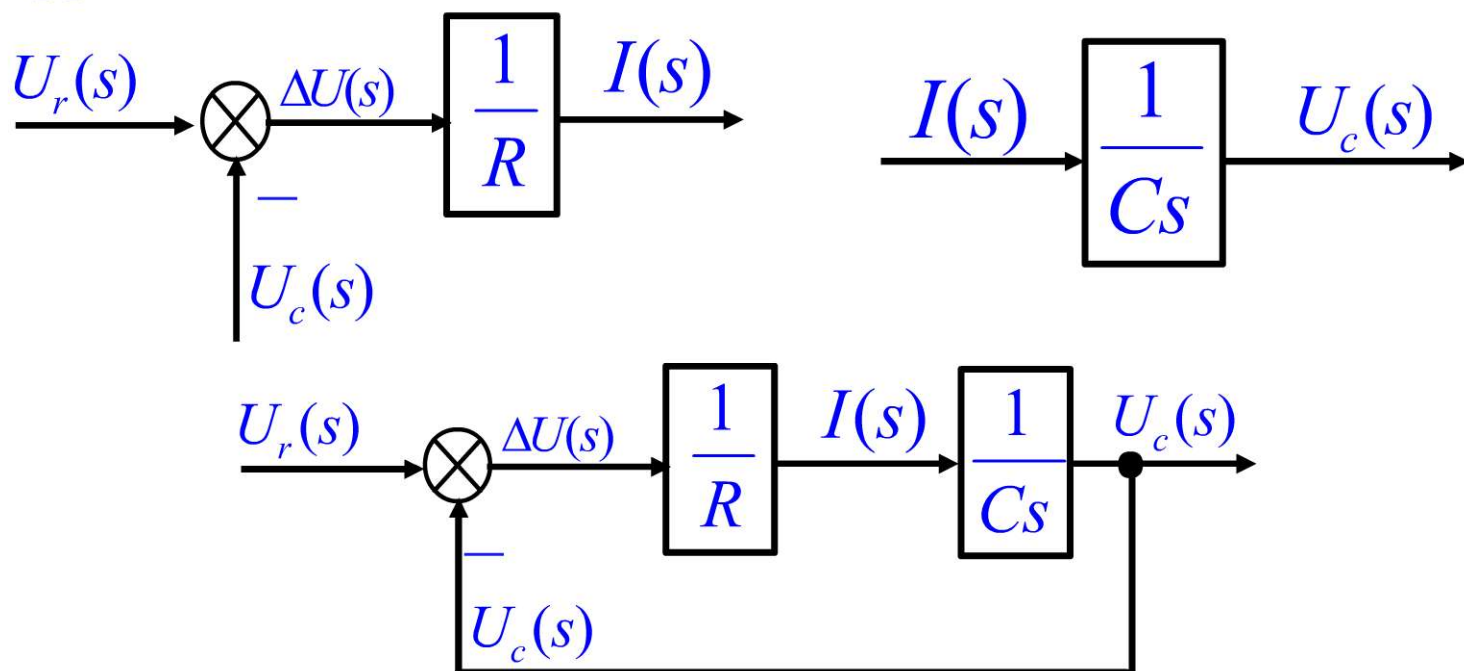 U_r(s) ΔU(s) 1/R I(s)
–
U_c(s)
I(s) 1/Cs U_c(s)
U_r(s) ΔU(s) 1/R I(s) 1/Cs U_c(s)
–
U_c(s)